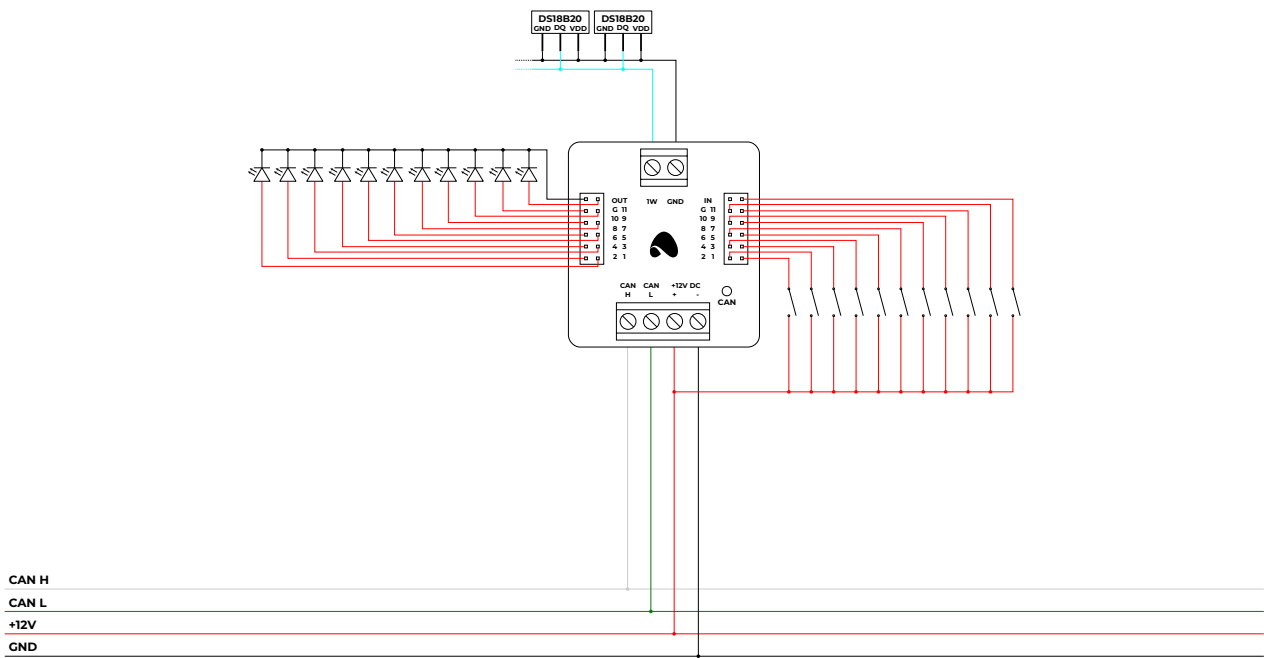 DS18B20 DS18B20
GND DQ VDD GND DQ VDD
OUT 1W GND IN
G 11 G 11
10 9 10 9
8 7 8 7
6 5 6 5
4 3 4 3
2 1 2 1
CAN CAN +12V DC
H L + -
CAN
CAN H
CAN L
+12V
GND